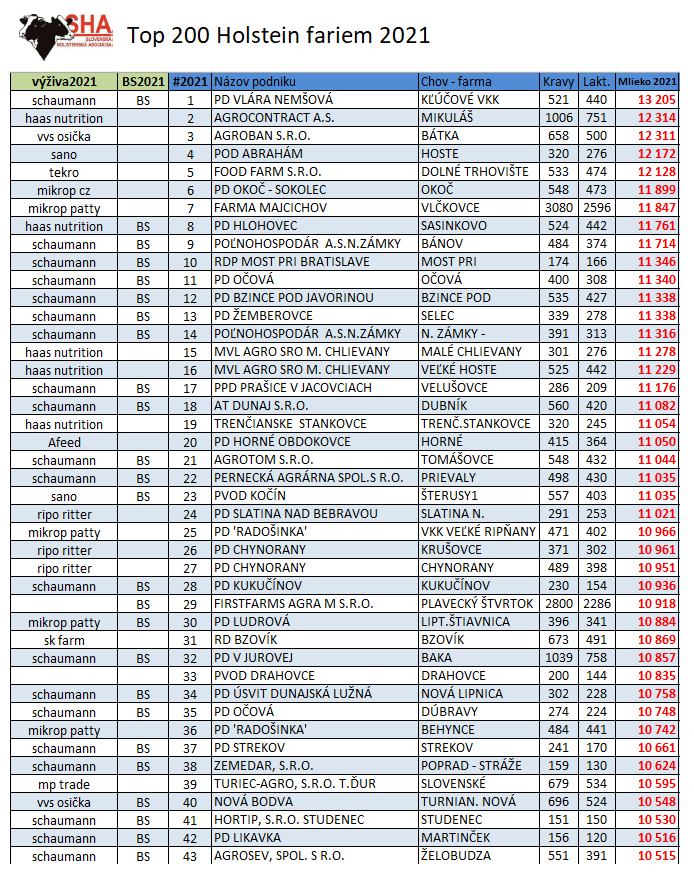 SHA
SLOVENSKÁ
HOLSTEINSKÁ ASOCIÁCIA
Top 200 Holstein fariem 2021
výživa2021 BS2021 #2021 Názov podniku Chov - farma Kravy Lakt. Mlieko 2021
schaumann BS 1 PD VLÁRA NEMŠOVÁ KĽÚČOVÉ VKK 521 440 13 205
haas nutrition 2 AGROCONTRACT A.S. MIKULÁŠ 1006 751 12 314
vvs osička 3 AGROBAN S.R.O. BÁTKA 658 500 12 311
sano 4 POD ABRAHÁM HOSTE 320 276 12 172
tekro 5 FOOD FARM S.R.O. DOLNÉ TRHOVIŠTE 533 474 12 128
mikrop cz 6 PD OKOČ - SOKOLEC OKOČ 548 473 11 899
mikrop patty 7 FARMA MAJCICHOV VLČKOVCE 3080 2596 11 847
haas nutrition BS 8 PD HLOHOVEC SASINKOVO 524 442 11 761
schaumann BS 9 POĽNOHOSPODÁR A.S.N.ZÁMKY BÁNOV 484 374 11 714
schaumann BS 10 RDP MOST PRI BRATISLAVE MOST PRI 174 166 11 346
schaumann BS 11 PD OČOVÁ OČOVÁ 400 308 11 340
schaumann BS 12 PD BZINCE POD JAVORINOU BZINCE POD 535 427 11 338
schaumann BS 13 PD ŽEMBEROVCE SELEC 339 278 11 338
schaumann BS 14 POĽNOHOSPODÁR A.S.N.ZÁMKY N. ZÁMKY - 391 313 11 316
haas nutrition 15 MVL AGRO SRO M. CHLIEVANY MALÉ CHLIEVANY 301 276 11 278
haas nutrition 16 MVL AGRO SRO M. CHLIEVANY VEĽKÉ HOSTE 525 442 11 229
schaumann BS 17 PPD PRAŠICE V JACOVCIACH VELUŠOVCE 286 209 11 176
schaumann BS 18 AT DUNAJ S.R.O. DUBNÍK 560 420 11 082
haas nutrition 19 TRENČIANSKE STANKOVCE TRENČ.STANKOVCE 320 245 11 054
Afeed 20 PD HORNÉ OBDOKOVCE HORNÉ 415 364 11 050
schaumann BS 21 AGROTOM S.R.O. TOMÁŠOVCE 548 432 11 044
schaumann BS 22 PERNECKÁ AGRÁRNA SPOL.S R.O. PRIEVALY 498 430 11 035
sano BS 23 PVOD KOČÍN ŠTERUSY1 557 403 11 035
ripo ritter 24 PD SLATINA NAD BEBRAVOU SLATINA N. 291 253 11 021
mikrop patty 25 PD 'RADOŠINKA' VKK VEĽKÉ RIPŇANY 471 402 10 966
ripo ritter 26 PD CHYNORANY KRUŠOVCE 371 302 10 961
ripo ritter 27 PD CHYNORANY CHYNORANY 489 398 10 951
schaumann BS 28 PD KUKUČÍNOV KUKUČÍNOV 230 154 10 936
BS 29 FIRSTFARMS AGRA M S.R.O. PLAVECKÝ ŠTVRTOK 2800 2286 10 918
mikrop patty BS 30 PD LUDROVÁ LIPT.ŠTIAVNICA 396 341 10 884
sk farm 31 RD BZOVÍK BZOVÍK 673 491 10 869
schaumann BS 32 PD V JUROVEJ BAKA 1039 758 10 857
33 PVOD DRAHOVCE DRAHOVCE 200 144 10 835
schaumann BS 34 PD ÚSVIT DUNAJSKÁ LUŽNÁ NOVÁ LIPNICA 302 228 10 758
schaumann BS 35 PD OČOVÁ DÚBRAVY 274 224 10 748
mikrop patty 36 PD 'RADOŠINKA' BEHYNCE 484 441 10 742
schaumann BS 37 PD STREKOV STREKOV 241 170 10 661
schaumann BS 38 ZEMEDAR, S.R.O. POPRAD - STRÁŽE 159 130 10 624
mp trade 39 TURIEC-AGRO, S.R.O. T.ĎUR SLOVENSKÉ 679 534 10 595
vvs osička BS 40 NOVÁ BODVA TURNIAN. NOVÁ 696 524 10 548
schaumann BS 41 HORTIP, S.R.O. STUDENEC STUDENEC 151 150 10 530
schaumann BS 42 PD LIKAVKA MARTINČEK 156 120 10 516
schaumann BS 43 AGROSEV, SPOL. S R.O. ŽELOBUDZA 551 391 10 515